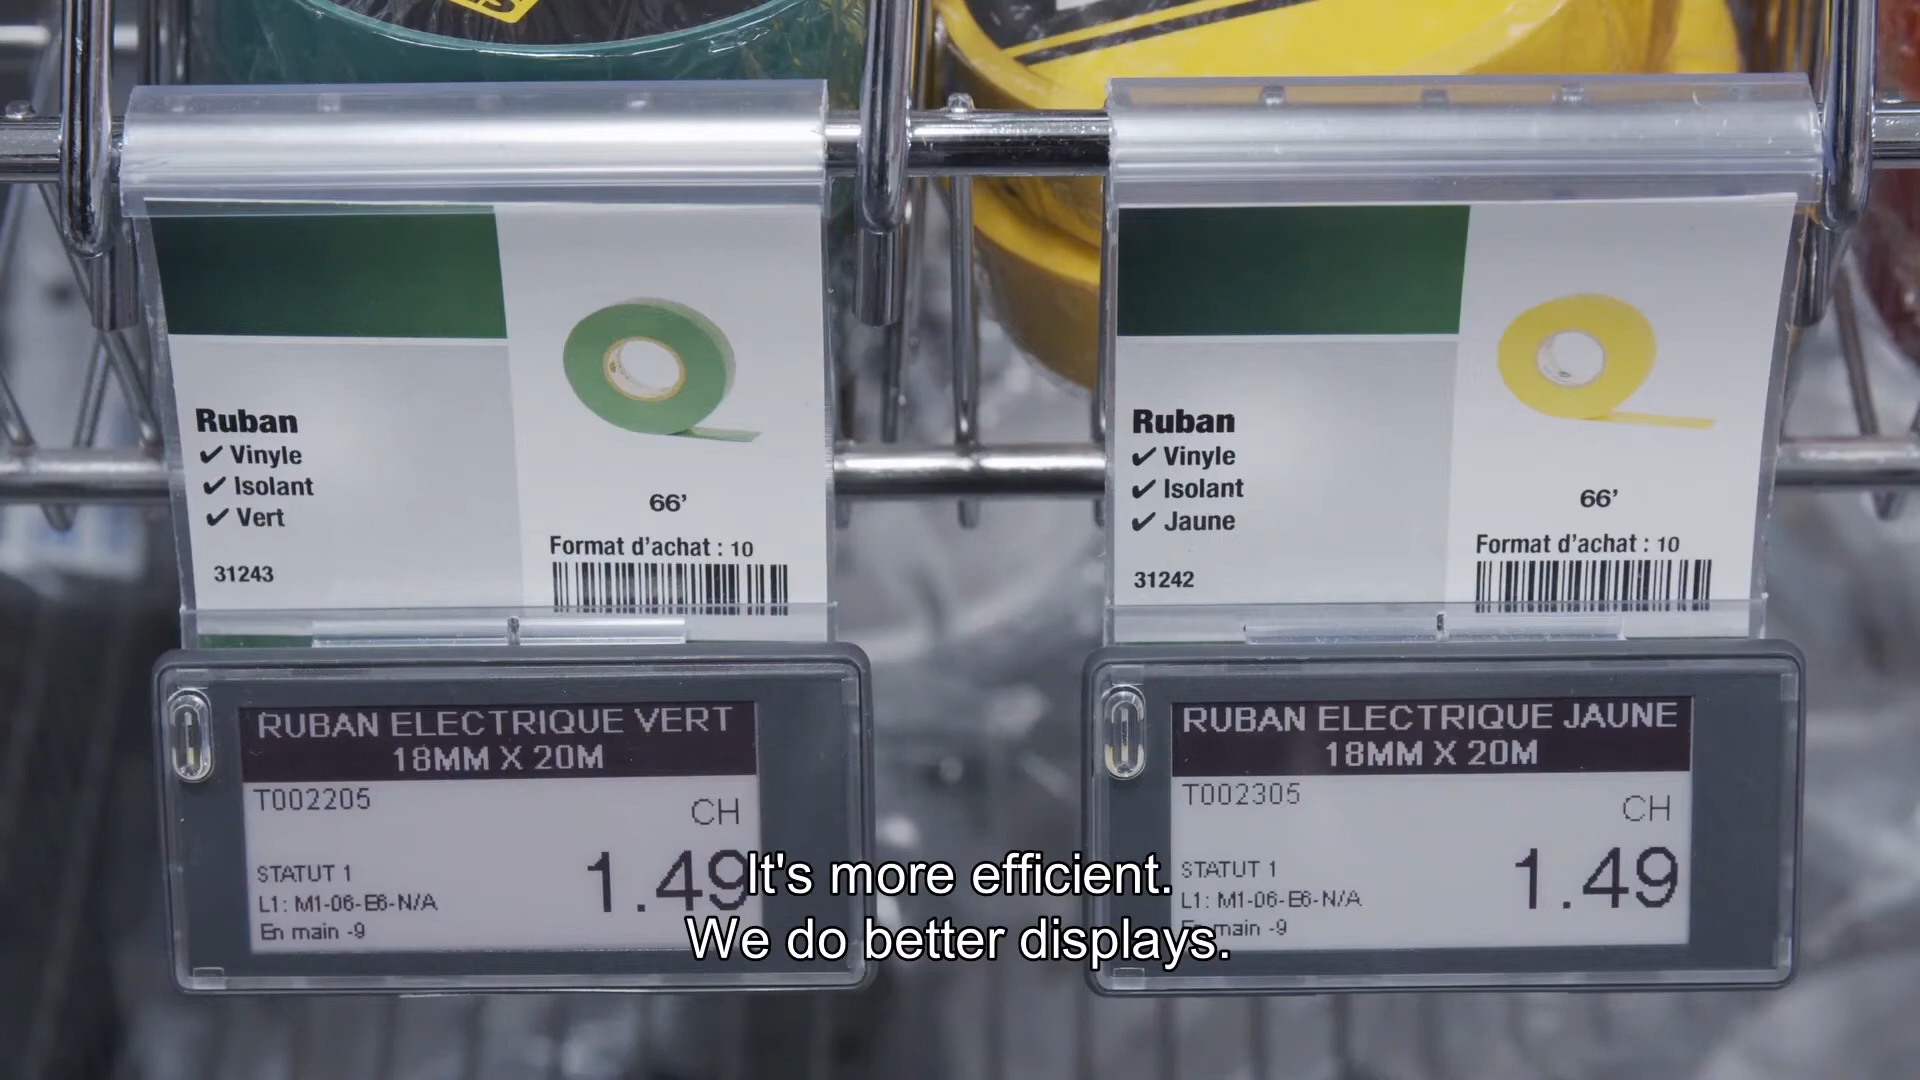 Ruban
✔ Vinyle
✔ Isolant
✔ Vert
31243
66’
Format d’achat : 10
RUBAN ELECTRIQUE VERT
18MM X 20M
T002205
CH
STATUT 1
1.49
L1: M1-06-E6-N/A
En main -9
Ruban
✔ Vinyle
✔ Isolant
✔ Jaune
31242
66’
Format d’achat : 10
RUBAN ELECTRIQUE JAUNE
18MM X 20M
T002305
CH
STATUT 1
1.49
L1: M1-06-E6-N/A
main -9
It's more efficient.
We do better displays.